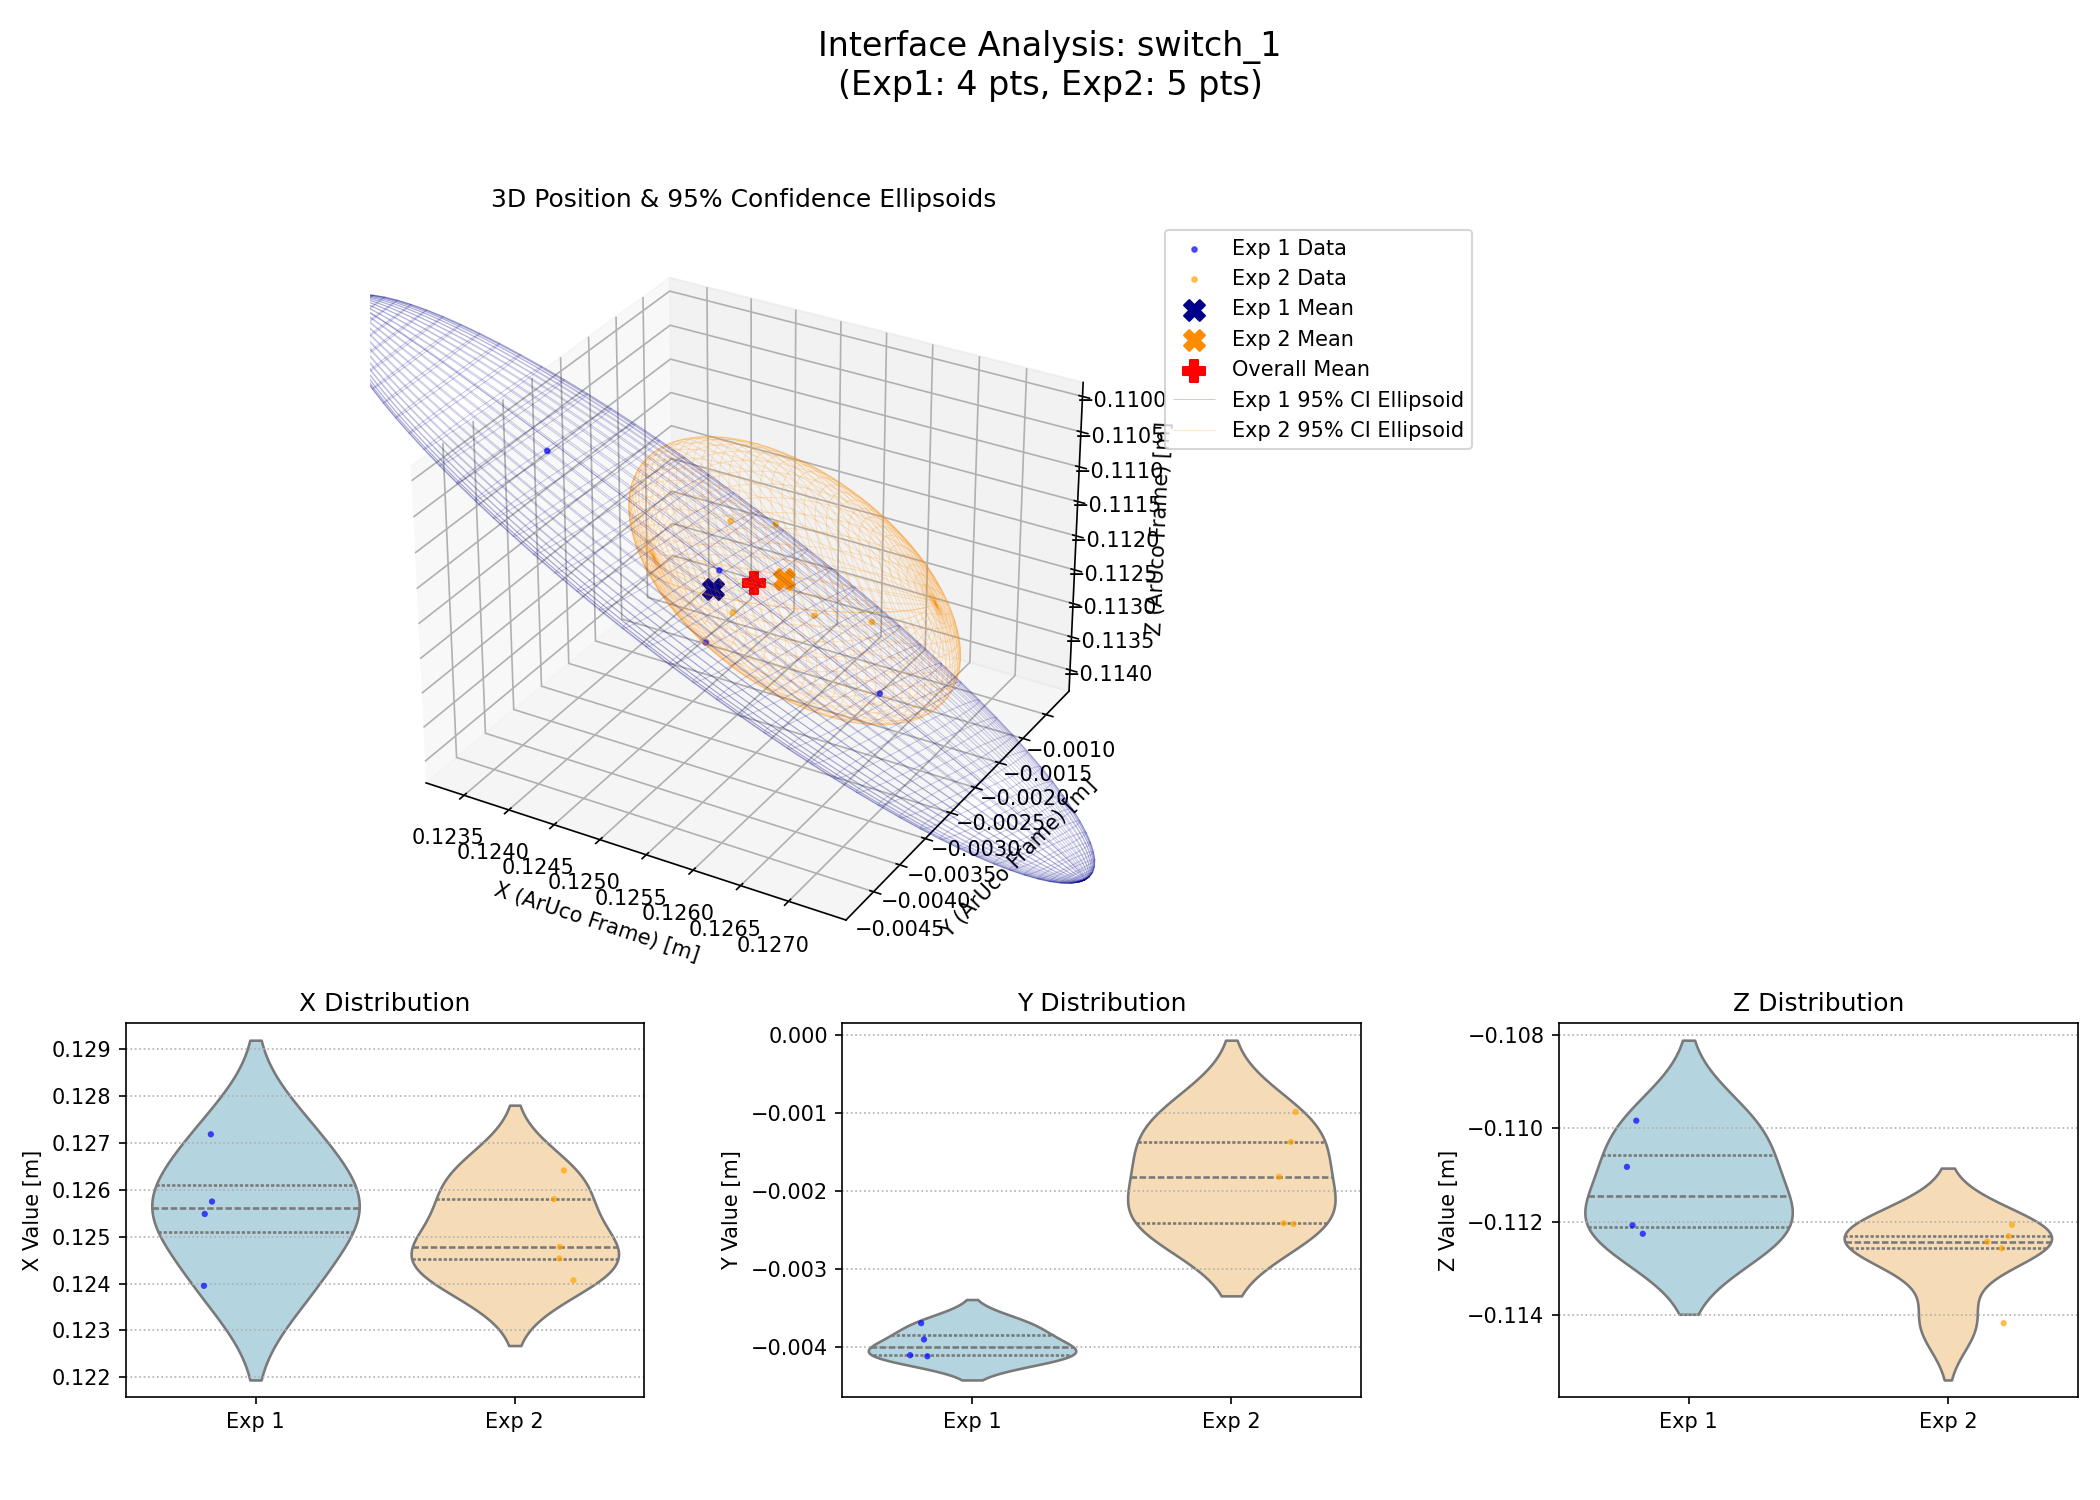 Interface Analysis: switch_1
(Exp1: 4 pts, Exp2: 5 pts)
3D Position & 95% Confidence Ellipsoids
Exp 1 Data
Exp 2 Data
Exp 1 Mean
Exp 2 Mean
Overall Mean
Exp 1 95% CI Ellipsoid
Exp 2 95% CI Ellipsoid
−0.1100
−0.1105
−0.1110
−0.1115
−0.1120
−0.1125
−0.1130
−0.1135
−0.1140
Z (ArUco Frame) [m]
−0.0010
−0.0015
−0.0020
−0.0025
−0.0030
−0.0035
−0.0040
−0.0045
Y (ArUco Frame) [m]
0.1235
0.1240
0.1245
0.1250
0.1255
0.1260
0.1265
0.1270
X (ArUco Frame) [m]
X Distribution
X Value [m]
0.129
0.128
0.127
0.126
0.125
0.124
0.123
0.122
Exp 1
Exp 2
Y Distribution
Y Value [m]
0.000
−0.001
−0.002
−0.003
−0.004
Exp 1
Exp 2
Z Distribution
Z Value [m]
−0.108
−0.110
−0.112
−0.114
Exp 1
Exp 2